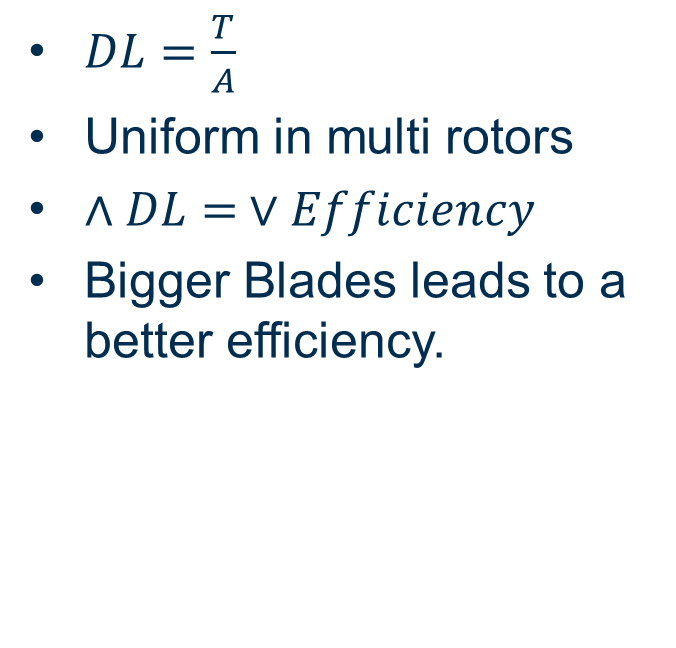 • DL = T/A
• Uniform in multi rotors
• ∧ DL = ∨ Efficiency
• Bigger Blades leads to a
better efficiency.